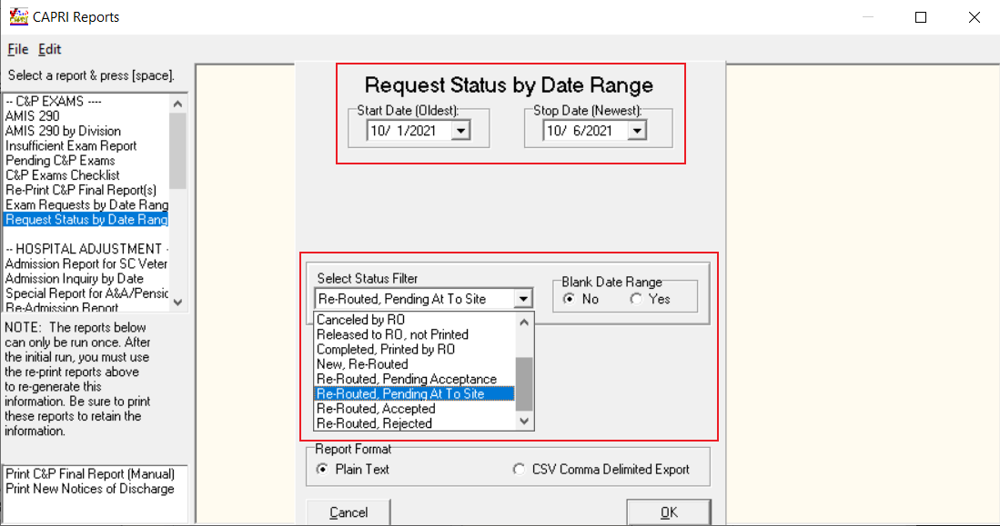 CAPRI Reports
File Edit
Select a report & press [space].
-- C&P EXAMS ----
AMIS 290
AMIS 290 by Division
Insufficient Exam Report
Pending C&P Exams
C&P Exams Checklist
Re-Print C&P Final Report(s)
Exam Requests by Date Rang
Request Status by Date Rang
-- HOSPITAL ADJUSTMENT -
Admission Report for SC Veter
Admission Inquiry by Date
Special Report for A&A/Pensio
Re-Admission Report
NOTE: The reports below
can only be run once. After
the initial run, you must use
the re-print reports above
to re-generate this
information. Be sure to print
these reports to retain the
information.
Print C&P Final Report (Manual)
Print New Notices of Discharge
Request Status by Date Range
Start Date (Oldest):
10/ 1/2021
Stop Date (Newest):
10/ 6/2021
Select Status Filter
Re-Routed, Pending At To Site
Canceled by RO
Released to RO, not Printed
Completed, Printed by RO
New, Re-Routed
Re-Routed, Pending Acceptance
Re-Routed, Pending At To Site
Re-Routed, Accepted
Re-Routed, Rejected
Blank Date Range
No Yes
Report Format
Plain Text CSV Comma Delimited Export
Cancel OK